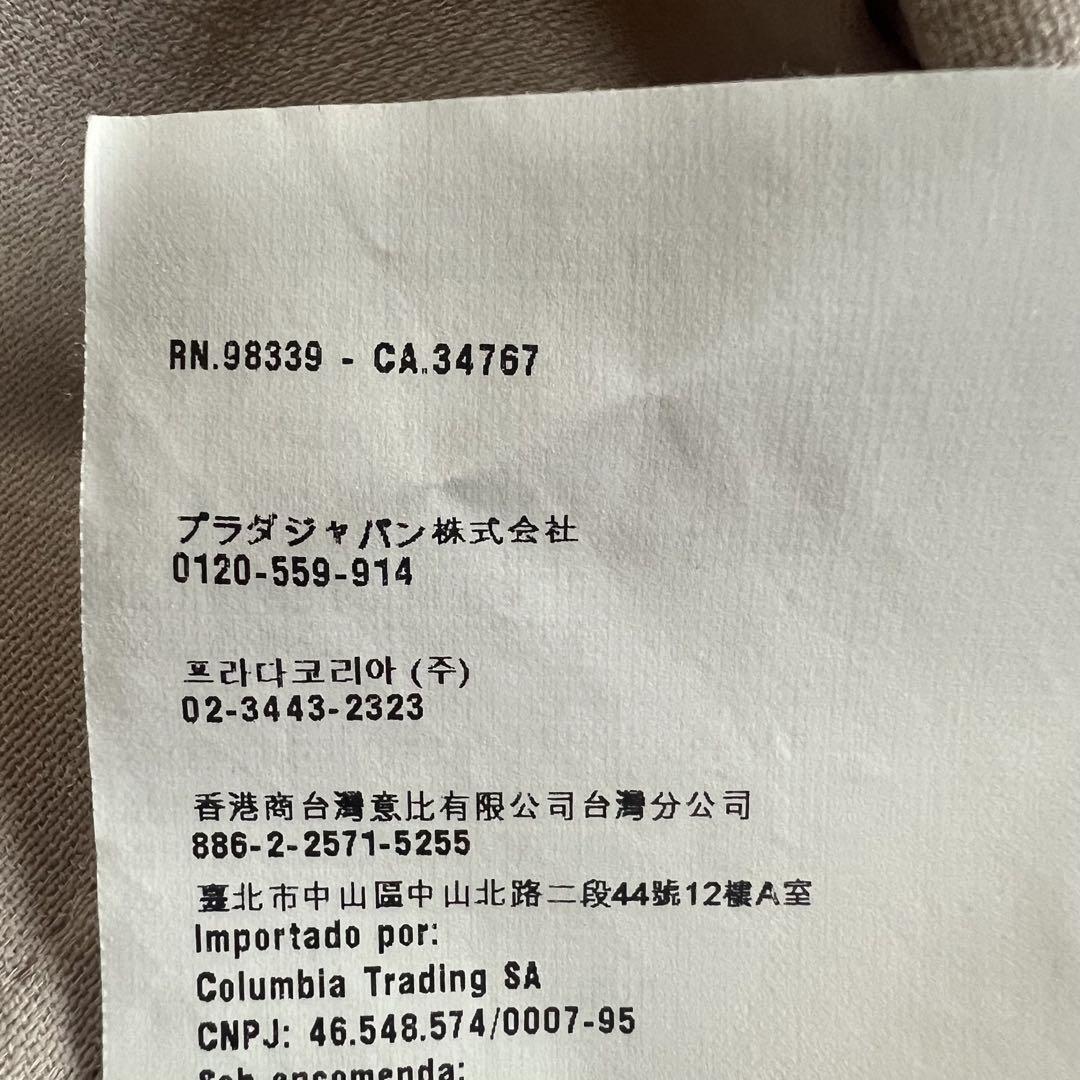 RN.98339 - CA.34767
プラダジャパン株式会社
0120-559-914
프라다코리아 (주)
02-3443-2323
香港商台灣意比有限公司台灣分公司
886-2-2571-5255
臺北市中山區中山北路二段44號12樓A室
Importado por:
Columbia Trading SA
CNPJ: 46.548.574/0007-95
Sob encomenda: